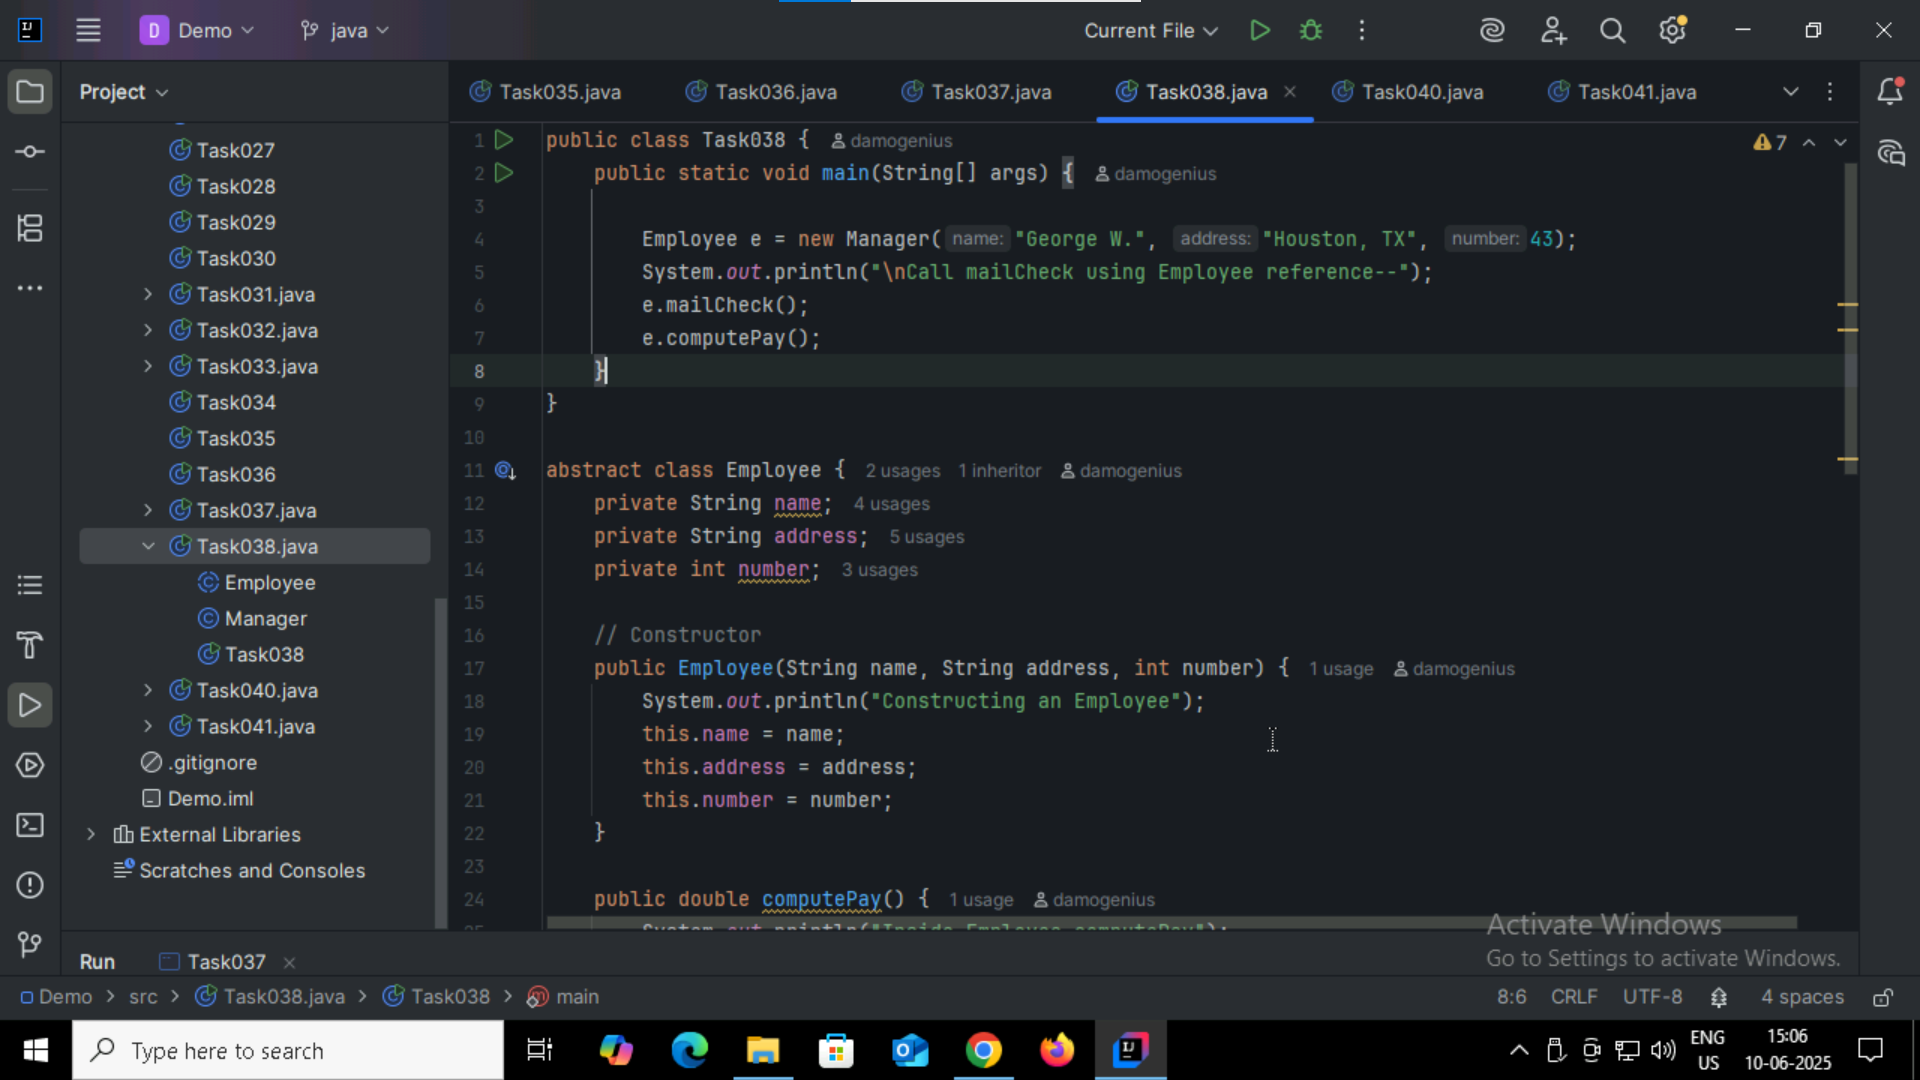 D Demo java Current File
Project
Task035.java Task036.java Task037.java Task038.java Task040.java Task041.java
Task027
Task028
Task029
Task030
Task031.java
Task032.java
Task033.java
Task034
Task035
Task036
Task037.java
Task038.java
Employee
Manager
Task038
Task040.java
Task041.java
.gitignore
Demo.iml
External Libraries
Scratches and Consoles
7
1 public class Task038 { damogenius
2 public static void main(String[] args) { damogenius
3
4 Employee e = new Manager( name: "George W.", address: "Houston, TX", number: 43);
5 System.out.println("\nCall mailCheck using Employee reference--");
6 e.mailCheck();
7 e.computePay();
8 }
9 }
10
11 abstract class Employee { 2 usages 1 inheritor damogenius
12 private String name; 4 usages
13 private String address; 5 usages
14 private int number; 3 usages
15
16 // Constructor
17 public Employee(String name, String address, int number) { 1 usage damogenius
18 System.out.println("Constructing an Employee");
19 this.name = name;
20 this.address = address;
21 this.number = number;
22 }
23
24 public double computePay() { 1 usage damogenius
System.out.println("Inside Employee computePay");
Activate Windows
Go to Settings to activate Windows.
Run Task037
Demo > src > Task038.java > Task038 > main 8:6 CRLF UTF-8 4 spaces
Type here to search
ENG
US
15:06
10-06-2025